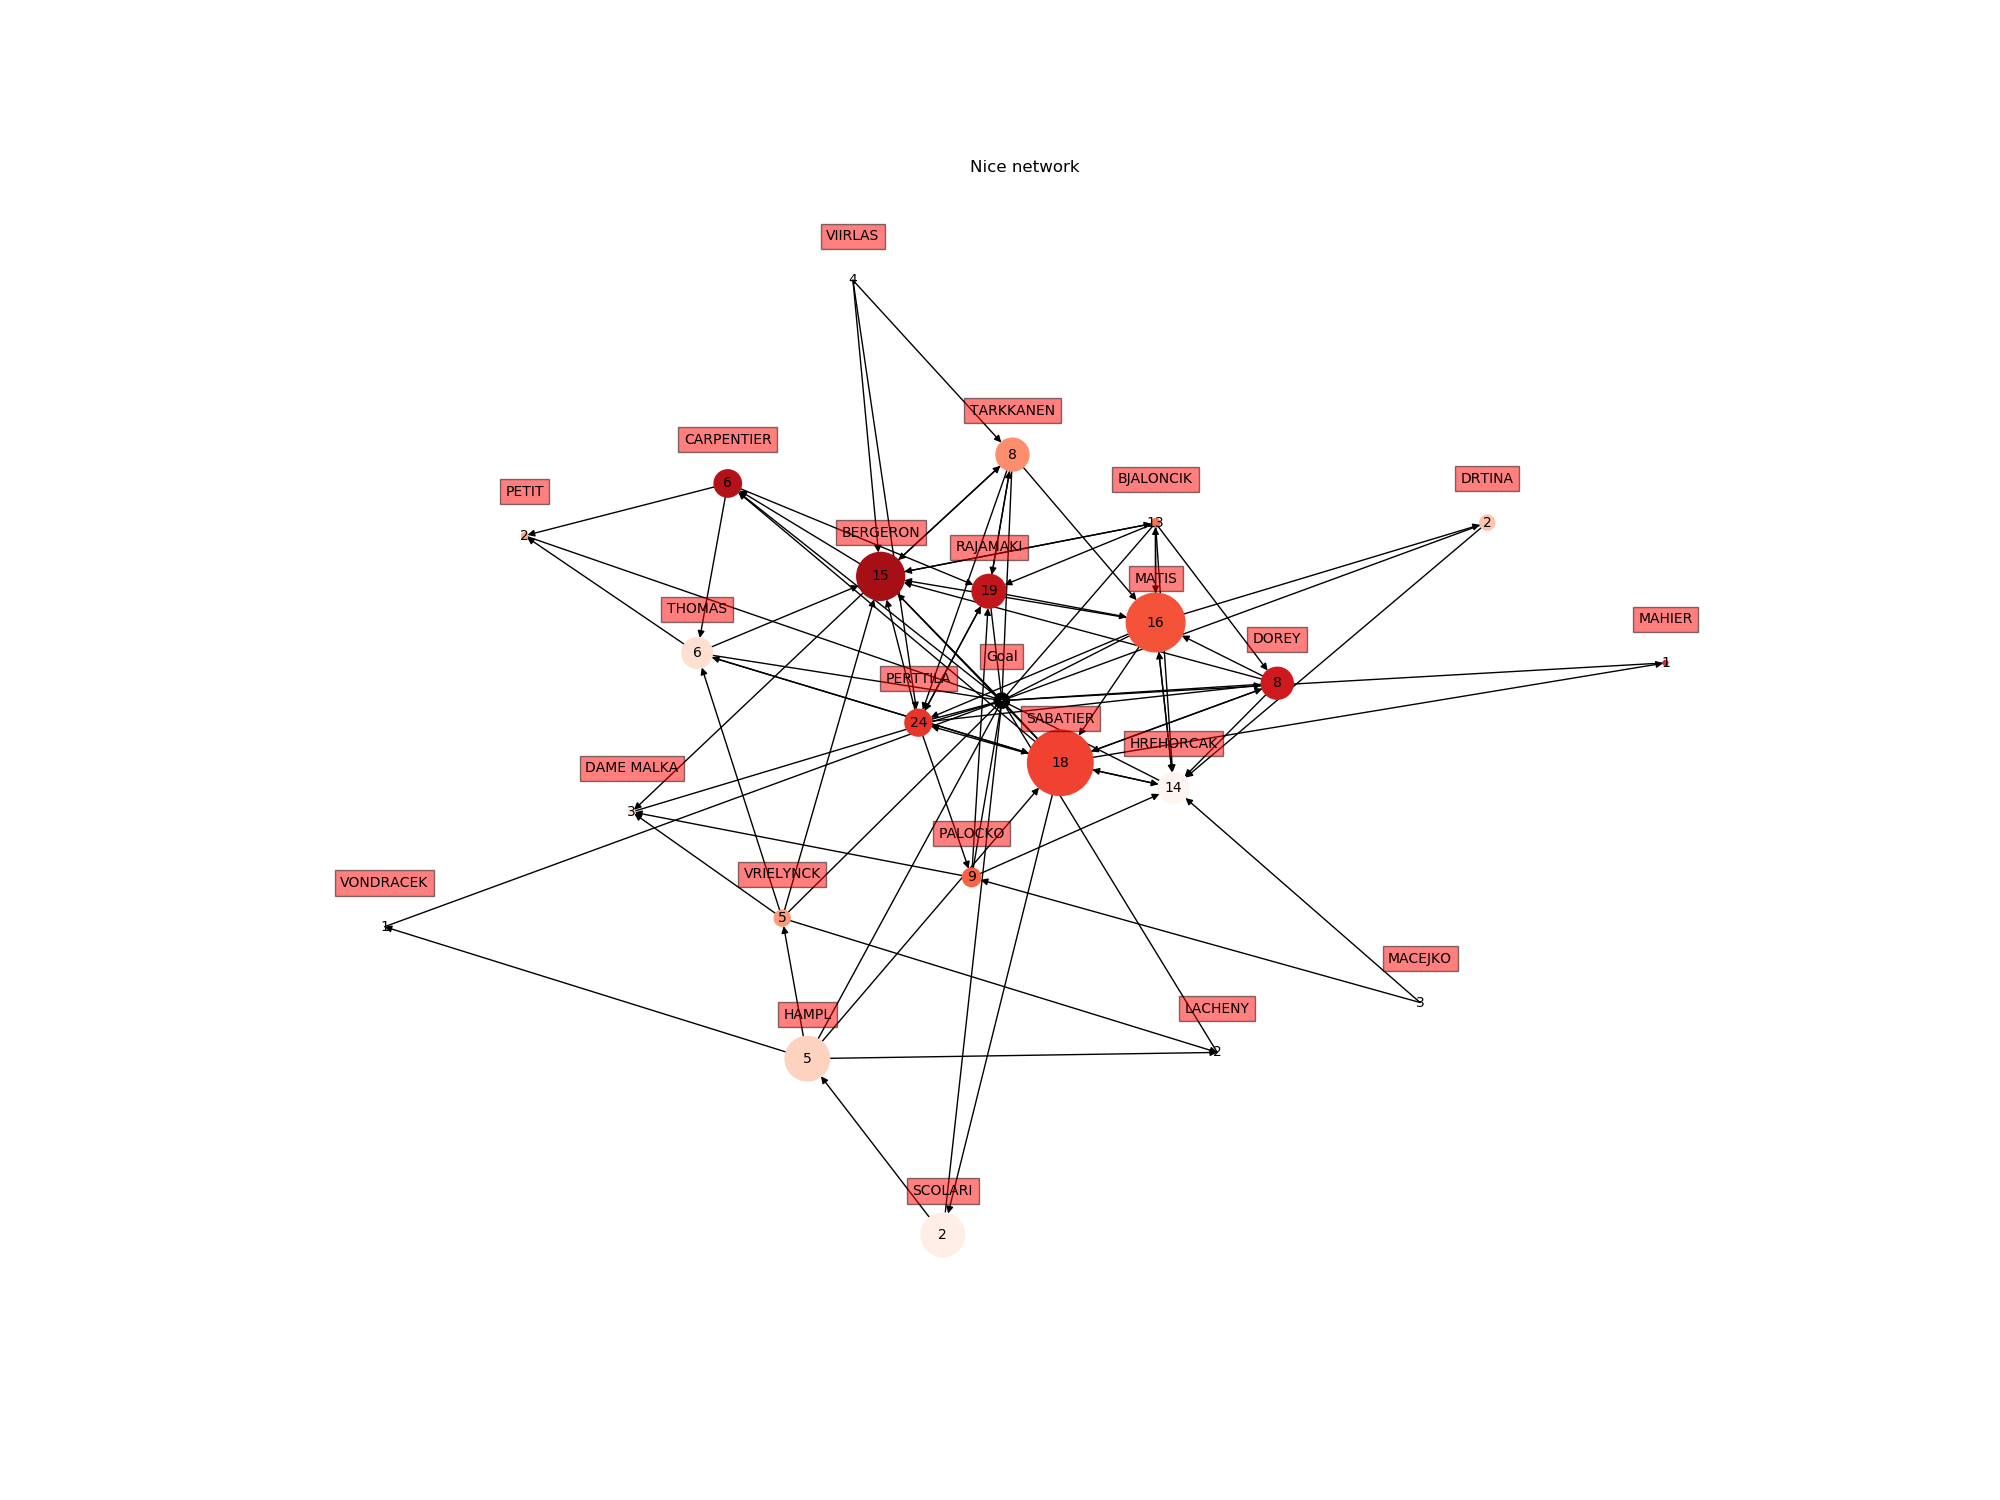 Nice network
VIIRLAS
4
TARKKANEN
8
CARPENTIER
6
BJALONCIK
13
DRTINA
2
PETIT
2
BERGERON
15
RAJAMAKI
19
MATIS
16
THOMAS
6
MAHIER
1
DOREY
8
Goal
PERTTILA
24
SABATIER
18
HREHORCAK
14
DAME MALKA
3
PALOCKO
9
VRIELYNCK
5
VONDRACEK
1
MACEJKO
3
LACHENY
2
HAMPL
5
SCOLARI
2